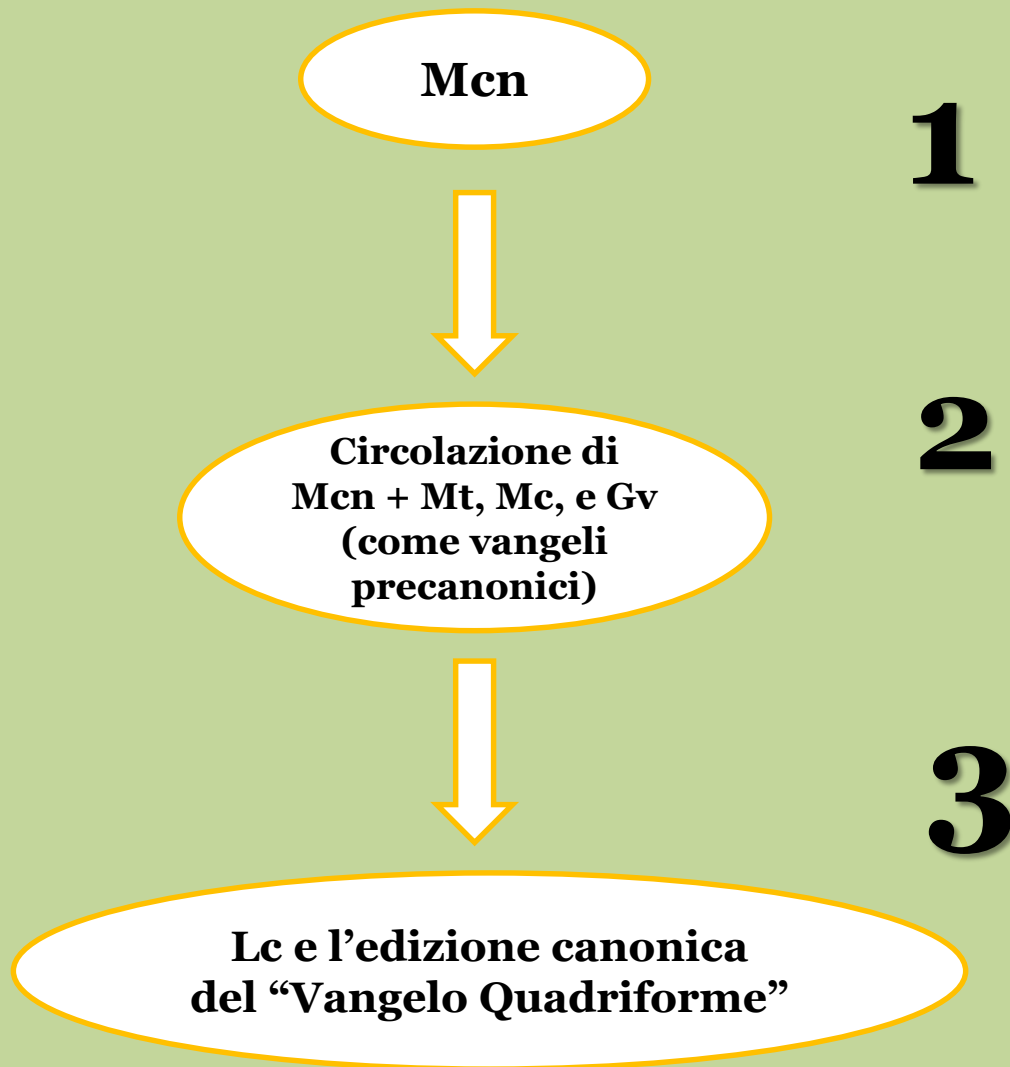 Mcn
1
2
Circolazione di
Mcn + Mt, Mc, e Gv
(come vangeli
precanonici)
3
Lc e l’edizione canonica
del “Vangelo Quadriforme”